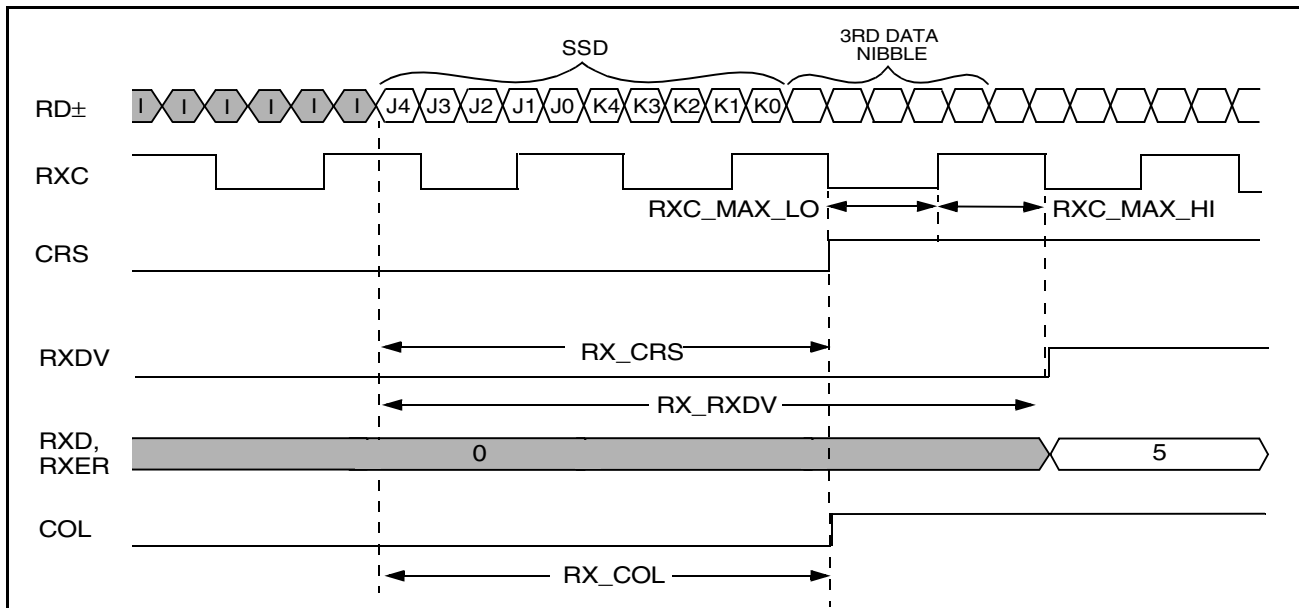 SSD
3RD DATA
NIBBLE
RD±
I I I I I I J4 J3 J2 J1 J0 K4 K3 K2 K1 K0
RXC
RXC_MAX_LO RXC_MAX_HI
CRS
RXDV
RX_CRS
RX_RXDV
RXD,
RXER
0 5
COL
RX_COL